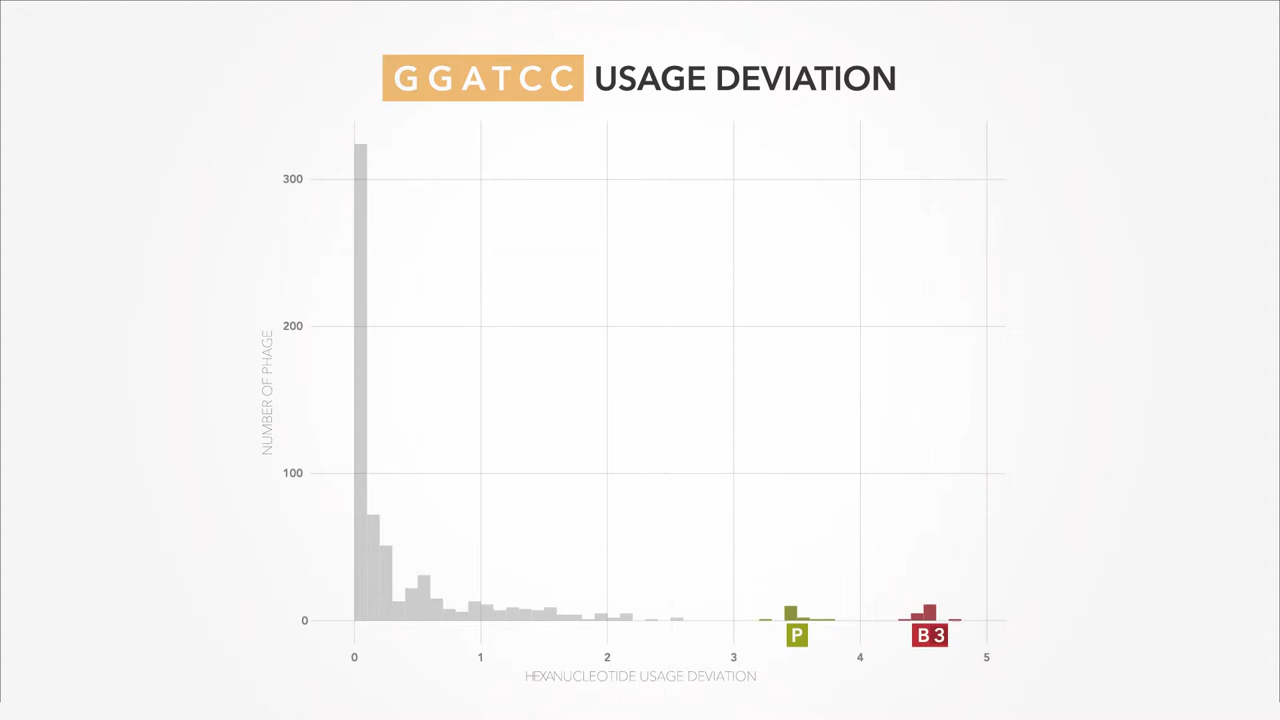 GGATCC USAGE DEVIATION
300
200
100
0
NUMBER OF PHAGE
P
B3
0 1 2 3 4 5
HEXANUCLEOTIDE USAGE DEVIATION